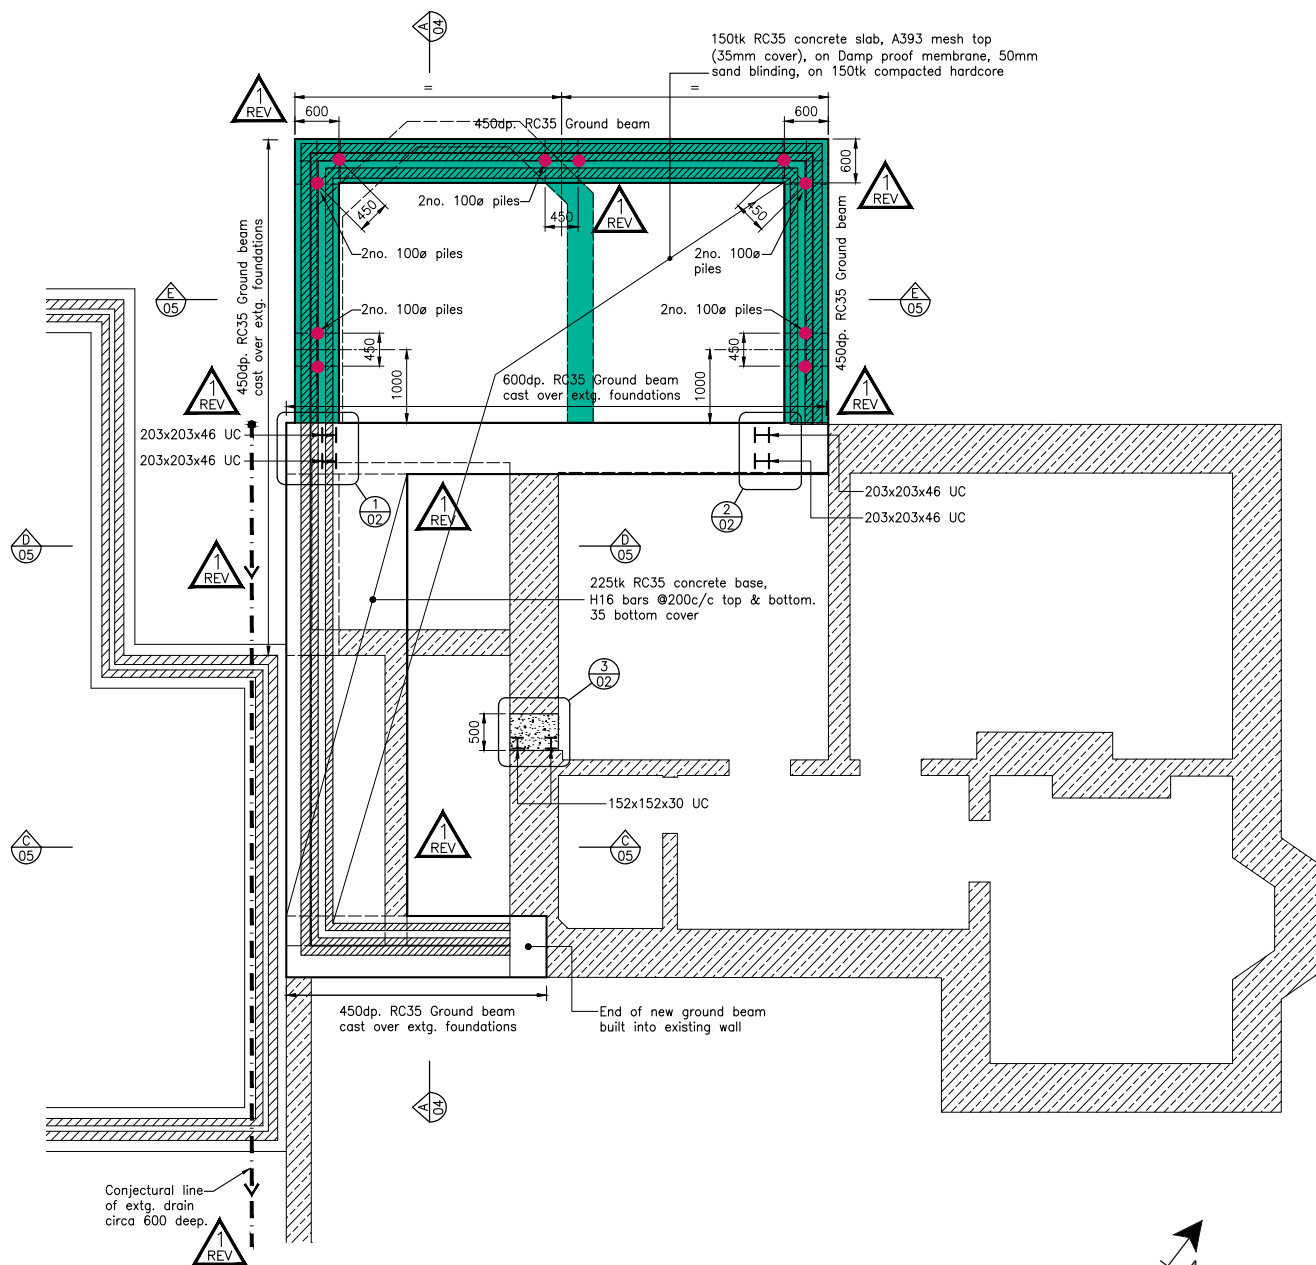 A
04
150tk RC35 concrete slab, A393 mesh top
(35mm cover), on Damp proof membrane, 50mm
sand blinding, on 150tk compacted hardcore
=
=
1
REV
600
600
450dp. RC35 Ground beam
600
1
REV
450
2no. 100ø piles
450
1
REV
450
450dp. RC35 Ground beam
cast over extg. foundations
2no. 100ø piles
2no. 100ø
piles
450dp. RC35 Ground beam
E
05
E
05
2no. 100ø piles
2no. 100ø piles
450
450
1000
1000
600dp. RC35 Ground beam
cast over extg. foundations
1
REV
1
REV
203x203x46 UC
203x203x46 UC
203x203x46 UC
203x203x46 UC
1
02
2
02
1
REV
D
05
D
05
1
REV
225tk RC35 concrete base,
H16 bars @200c/c top & bottom.
35 bottom cover
3
02
500
152x152x30 UC
1
REV
C
05
C
05
450dp. RC35 Ground beam
cast over extg. foundations
End of new ground beam
built into existing wall
A
04
Conjectural line
of extg. drain
circa 600 deep.
1
REV